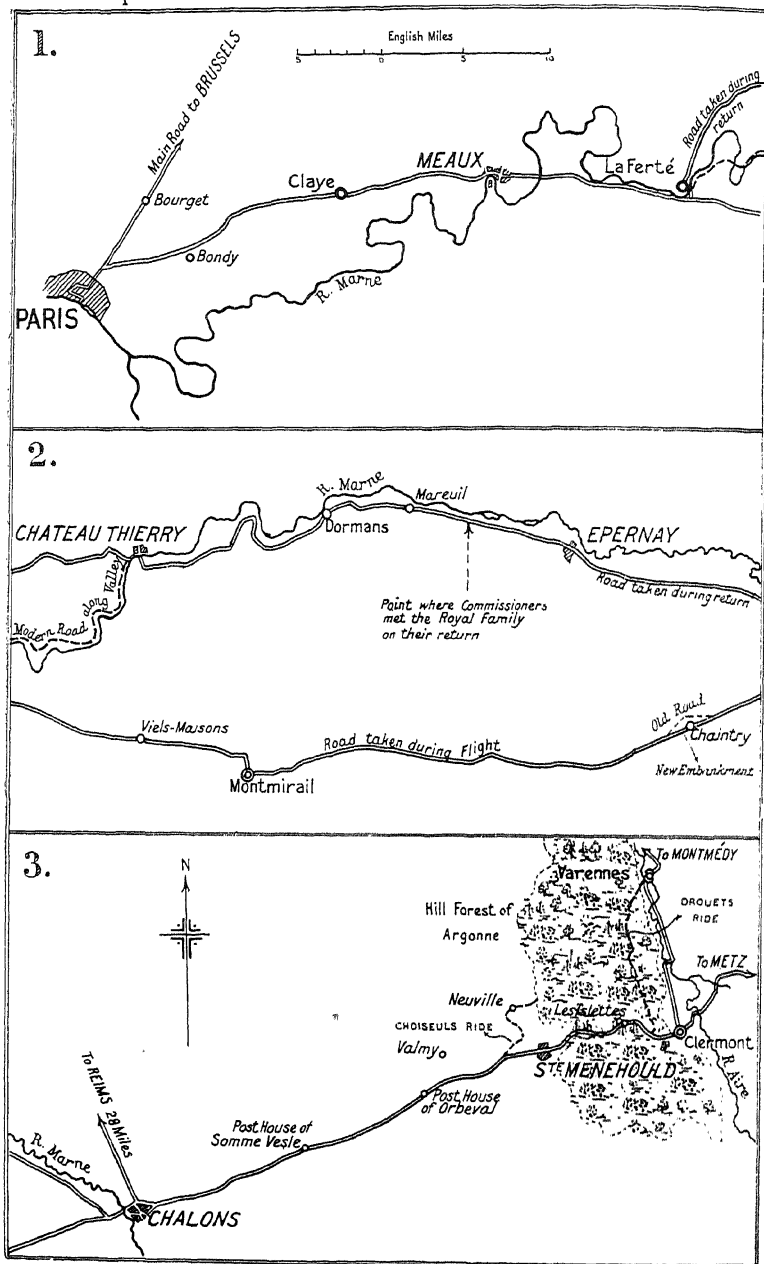 1.
English Miles
5 0 5 10
Main Road to BRUSSELS
Road taken during
return
MEAUX
La Ferté
Claye
Bourget
Bondy
R. Marne
PARIS
2.
R. Marne
Mareuil
CHATEAU THIERRY
Dormans
EPERNAY
Modern Road along Valley
Road taken during return
Point where Commissioners
met the Royal Family
on their return
Viels-Maisons
Road taken during Flight
Old Road
Chaintry
New Embankment
Montmirail
3.
N
To MONTMÉDY
Varennes
DROUETS
RIDE
Hill Forest of
Argonne
To METZ
Neuville
Les Islettes
CHOISEULS RIDE
Valmy
Clermont
STE MENEHOULD
R. Aire
Post House
of Orbeval
To REIMS 28 Miles
Post House of
Somme Vesle
R. Marne
CHALONS